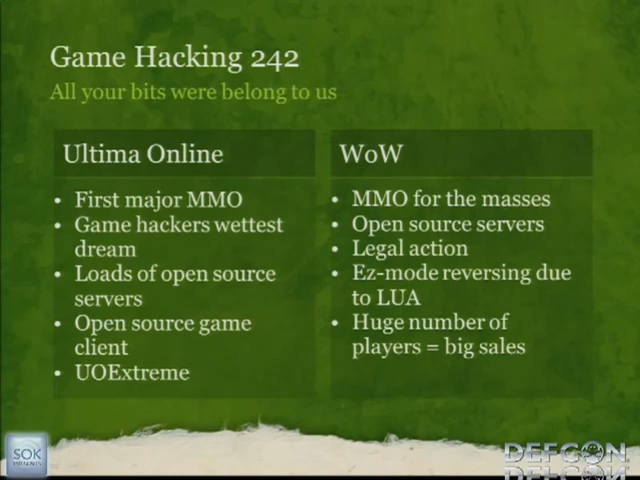 Game Hacking 242
All your bits were belong to us
Ultima Online
• First major MMO
• Game hackers wettest
dream
• Loads of open source
servers
• Open source game
client
• UOExtreme
WoW
• MMO for the masses
• Open source servers
• Legal action
• Ez-mode reversing due
to LUA
• Huge number of
players = big sales
SOK
DEFCON